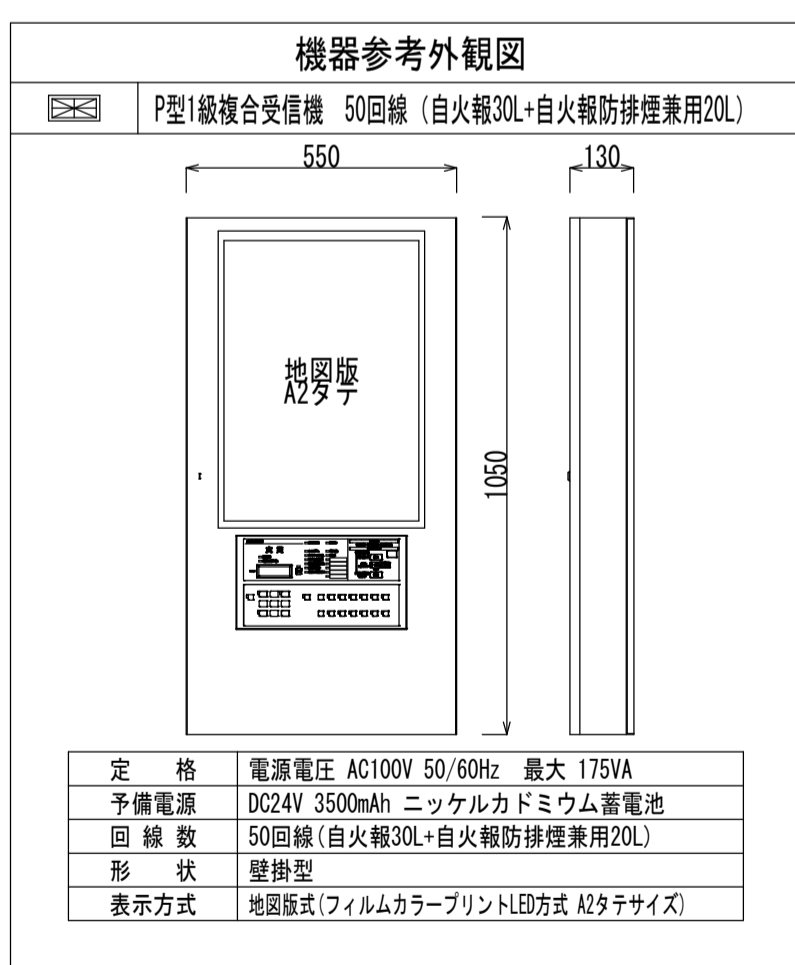 機器参考外観図
P型1級複合受信機 50回線(自火報30L+自火報防排煙兼用20L)
550
130
地図版
A2タテ
1050
火災
定格 電源電圧 AC100V 50/60Hz 最大 175VA
予備電源 DC24V 3500mAh ニッケルカドミウム蓄電池
回線数 50回線(自火報30L+自火報防排煙兼用20L)
形状 壁掛型
表示方式 地図版式(フィルムカラープリントLED方式 A2タテサイズ)